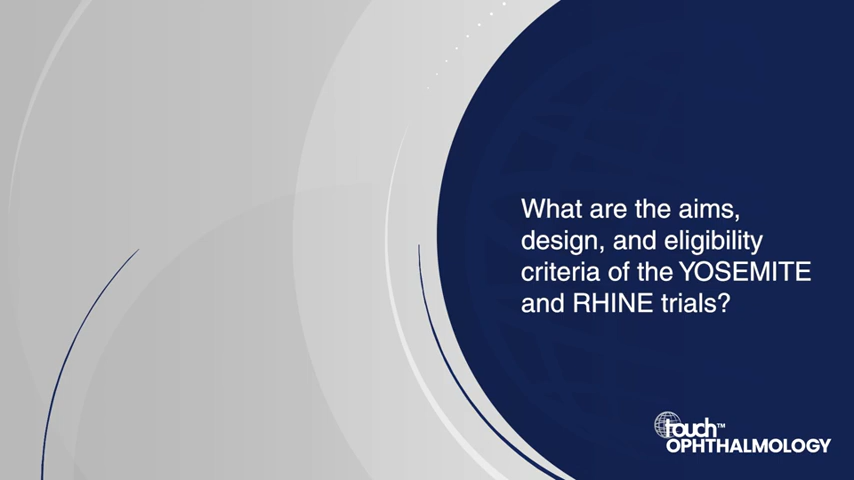 What are the aims,
design, and eligibility
criteria of the YOSEMITE
and RHINE trials?
touch™
OPHTHALMOLOGY